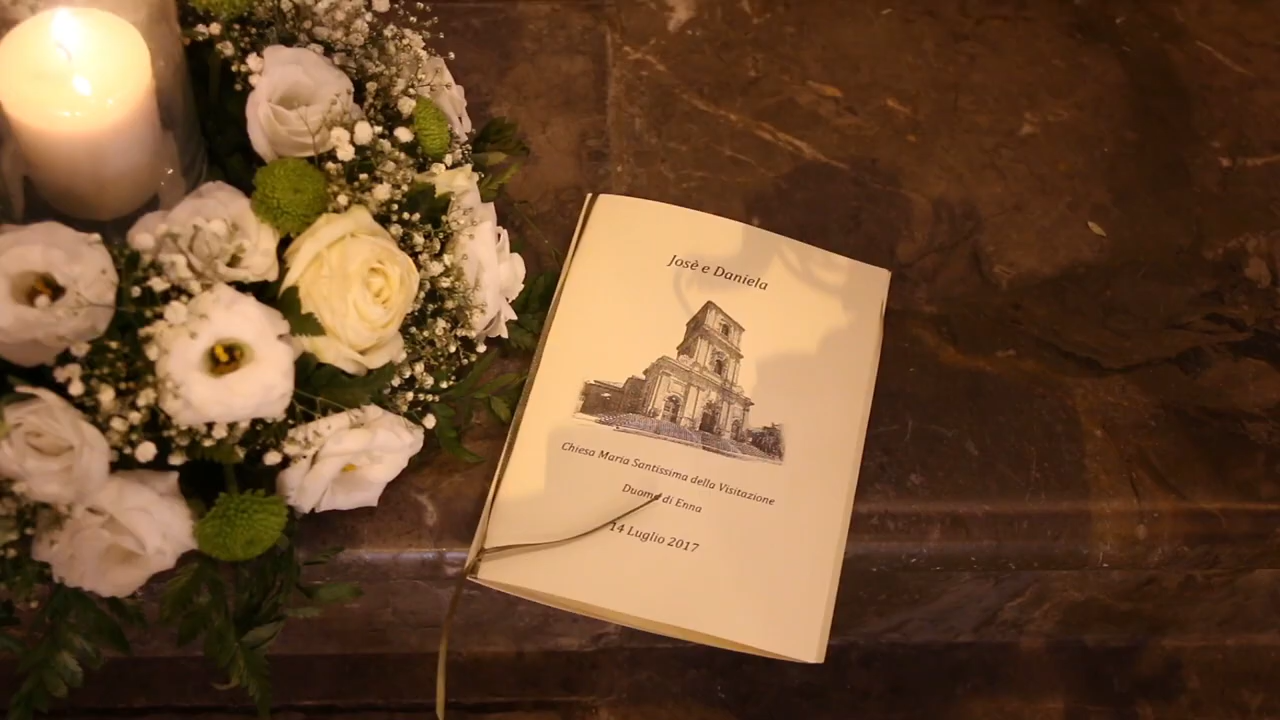 Josè e Daniela
Chiesa Maria Santissima della Visitazione
Duomo di Enna
14 Luglio 2017